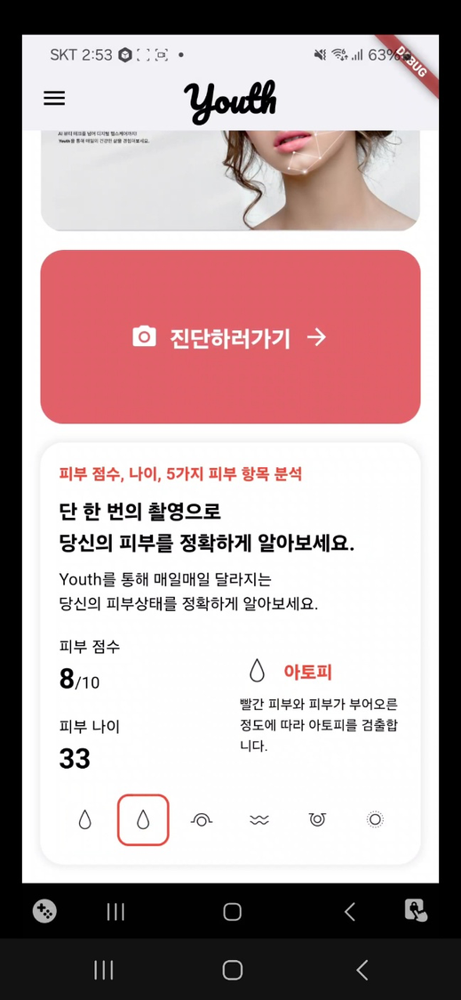 SKT 2:53
63%
DEBUG
Youth
AI 뷰티 테크를 넘어 디지털 헬스케어까지!
Youth을 통해 매일의 건강한 삶을 경험해보세요.
진단하러가기
피부 점수, 나이, 5가지 피부 항목 분석
단 한 번의 촬영으로
당신의 피부를 정확하게 알아보세요.
Youth를 통해 매일매일 달라지는
당신의 피부상태를 정확하게 알아보세요.
피부 점수
8/10
피부 나이
33
아토피
빨간 피부와 피부가 부어오른
정도에 따라 아토피를 검출합
니다.